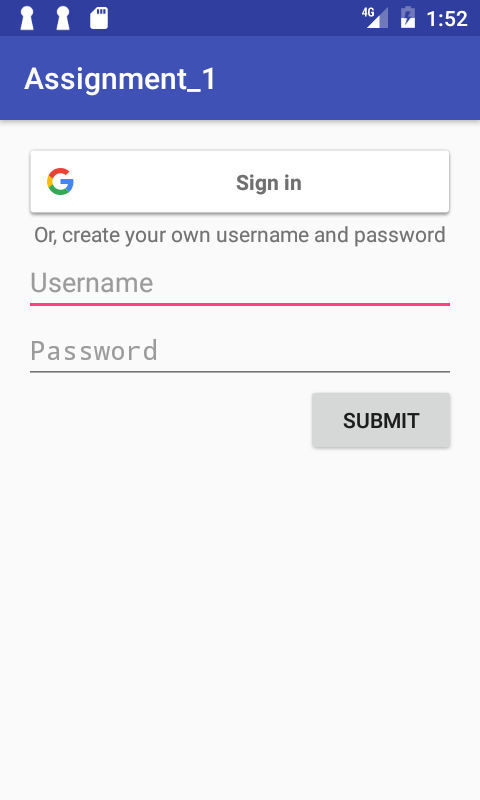 4G 1:52
Assignment_1
Sign in
Or, create your own username and password
Username
Password
SUBMIT